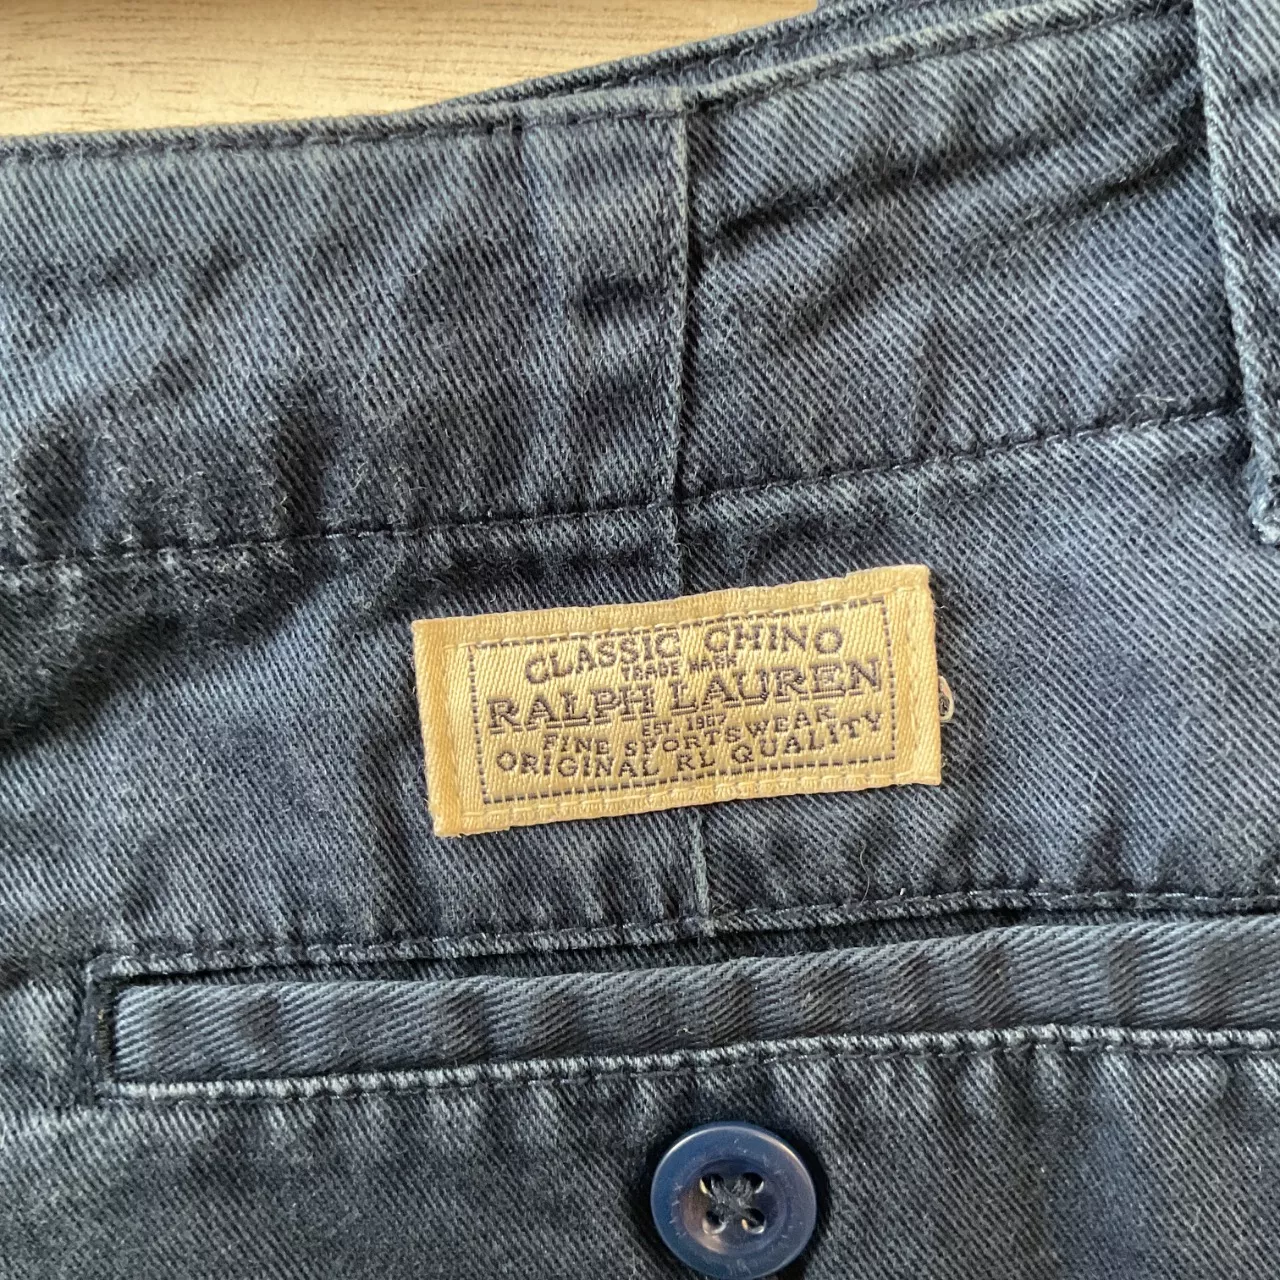 CLASSIC CHINO
TRADE MARK
RALPH LAUREN
EST. 1967
FINE SPORTSWEAR
ORIGINAL RL QUALITY